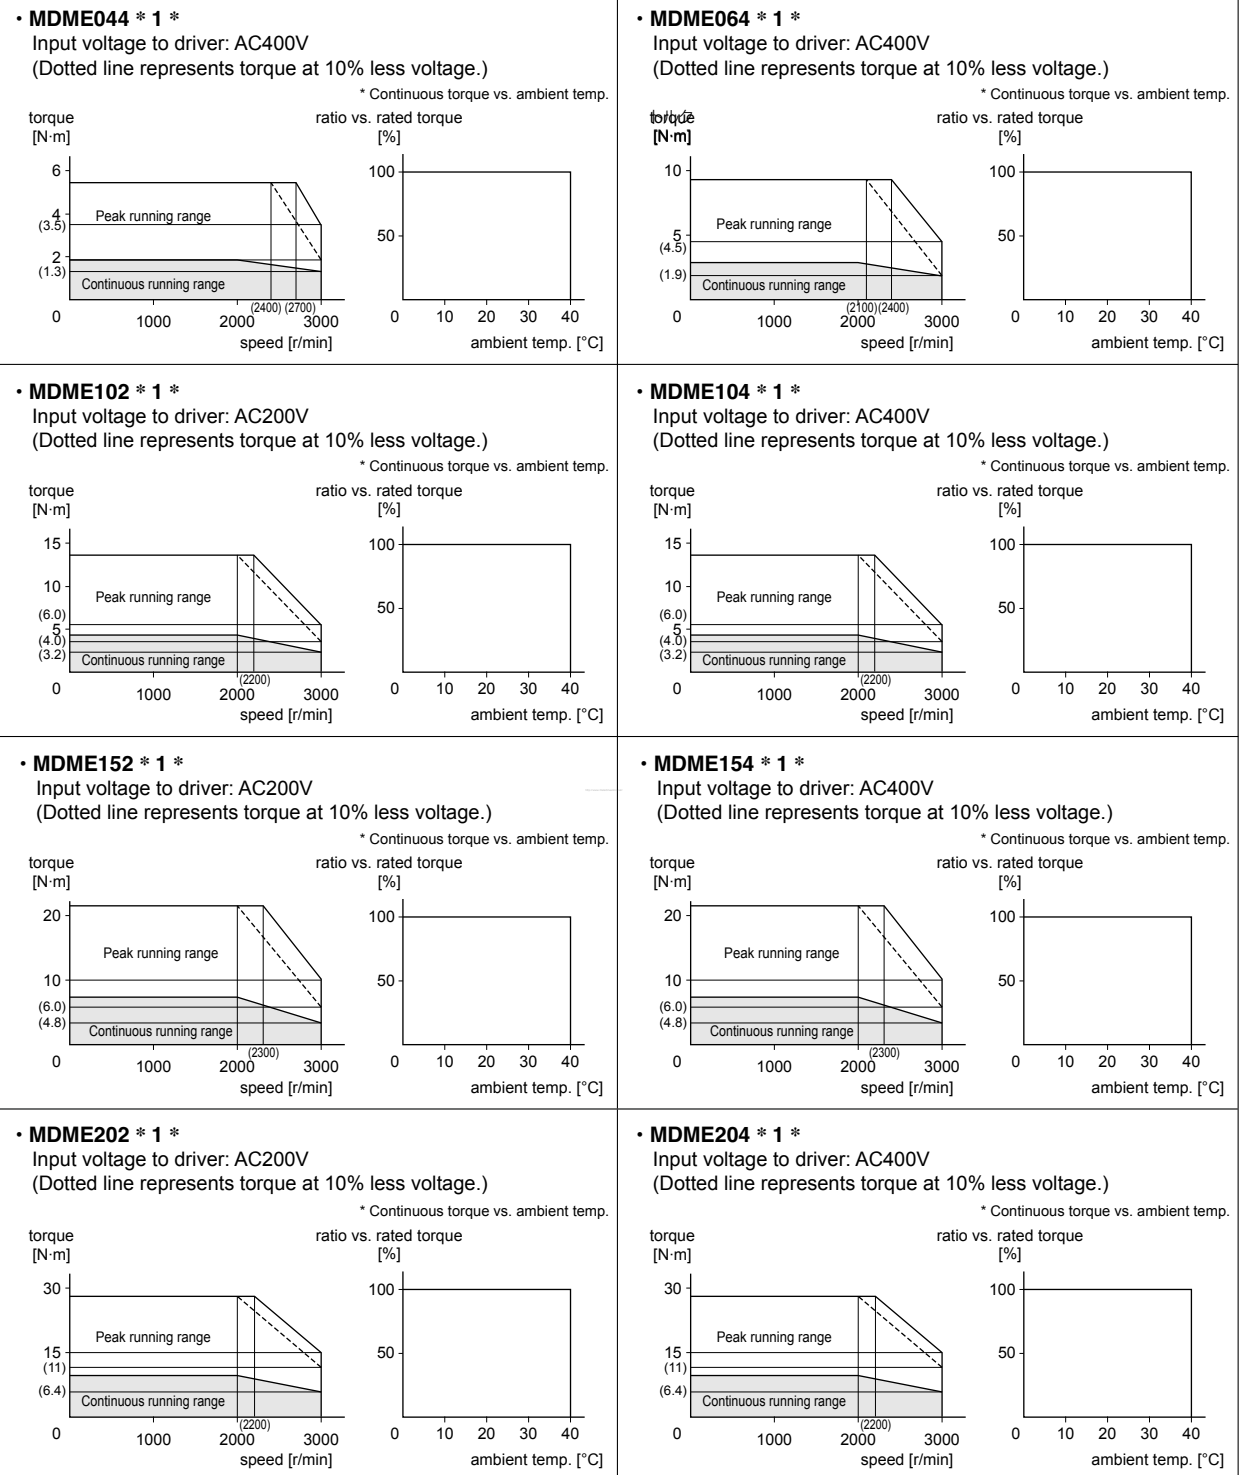 ・MDME044 * 1 *
Input voltage to driver: AC400V
(Dotted line represents torque at 10% less voltage.)
* Continuous torque vs. ambient temp.
torque
[N·m]
ratio vs. rated torque
[%]
6
4
(3.5)
2
(1.3)
Peak running range
Continuous running range
(2400) (2700)
0
1000
2000
3000
speed [r/min]
100
50
0 10 20 30 40
ambient temp. [°C]
・MDME064 * 1 *
Input voltage to driver: AC400V
(Dotted line represents torque at 10% less voltage.)
* Continuous torque vs. ambient temp.
torque
[N·m]
ratio vs. rated torque
[%]
10
5
(4.5)
(1.9)
Peak running range
Continuous running range
(2100)(2400)
0
1000
2000
3000
speed [r/min]
100
50
0 10 20 30 40
ambient temp. [°C]
・MDME102 * 1 *
Input voltage to driver: AC200V
(Dotted line represents torque at 10% less voltage.)
* Continuous torque vs. ambient temp.
torque
[N·m]
ratio vs. rated torque
[%]
15
10
(6.0)
5
(4.0)
(3.2)
Peak running range
Continuous running range
(2200)
0
1000
2000
3000
speed [r/min]
100
50
0 10 20 30 40
ambient temp. [°C]
・MDME104 * 1 *
Input voltage to driver: AC400V
(Dotted line represents torque at 10% less voltage.)
* Continuous torque vs. ambient temp.
torque
[N·m]
ratio vs. rated torque
[%]
15
10
(6.0)
5
(4.0)
(3.2)
Peak running range
Continuous running range
(2200)
0
1000
2000
3000
speed [r/min]
100
50
0 10 20 30 40
ambient temp. [°C]
・MDME152 * 1 *
Input voltage to driver: AC200V
(Dotted line represents torque at 10% less voltage.)
* Continuous torque vs. ambient temp.
torque
[N·m]
ratio vs. rated torque
[%]
20
10
(6.0)
(4.8)
Peak running range
Continuous running range
(2300)
0
1000
2000
3000
speed [r/min]
100
50
0 10 20 30 40
ambient temp. [°C]
・MDME154 * 1 *
Input voltage to driver: AC400V
(Dotted line represents torque at 10% less voltage.)
* Continuous torque vs. ambient temp.
torque
[N·m]
ratio vs. rated torque
[%]
20
10
(6.0)
(4.8)
Peak running range
Continuous running range
(2300)
0
1000
2000
3000
speed [r/min]
100
50
0 10 20 30 40
ambient temp. [°C]
・MDME202 * 1 *
Input voltage to driver: AC200V
(Dotted line represents torque at 10% less voltage.)
* Continuous torque vs. ambient temp.
torque
[N·m]
ratio vs. rated torque
[%]
30
15
(11)
(6.4)
Peak running range
Continuous running range
(2200)
0
1000
2000
3000
speed [r/min]
100
50
0 10 20 30 40
ambient temp. [°C]
・MDME204 * 1 *
Input voltage to driver: AC400V
(Dotted line represents torque at 10% less voltage.)
* Continuous torque vs. ambient temp.
torque
[N·m]
ratio vs. rated torque
[%]
30
15
(11)
(6.4)
Peak running range
Continuous running range
(2200)
0
1000
2000
3000
speed [r/min]
100
50
0 10 20 30 40
ambient temp. [°C]